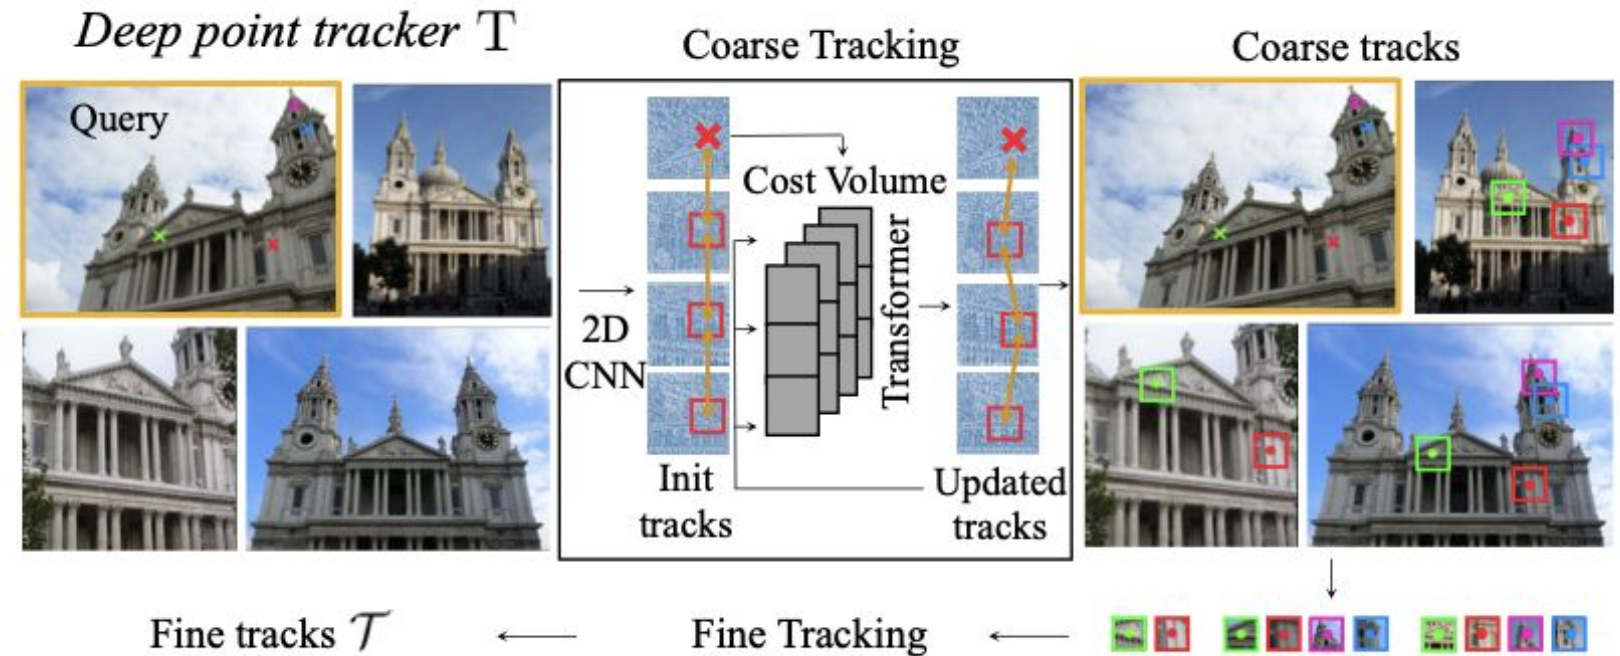 Deep point tracker T
Coarse Tracking
Coarse tracks
Query
Cost Volume
Transformer
2D
CNN
Init
tracks
Updated
tracks
Fine tracks 𝒯
Fine Tracking